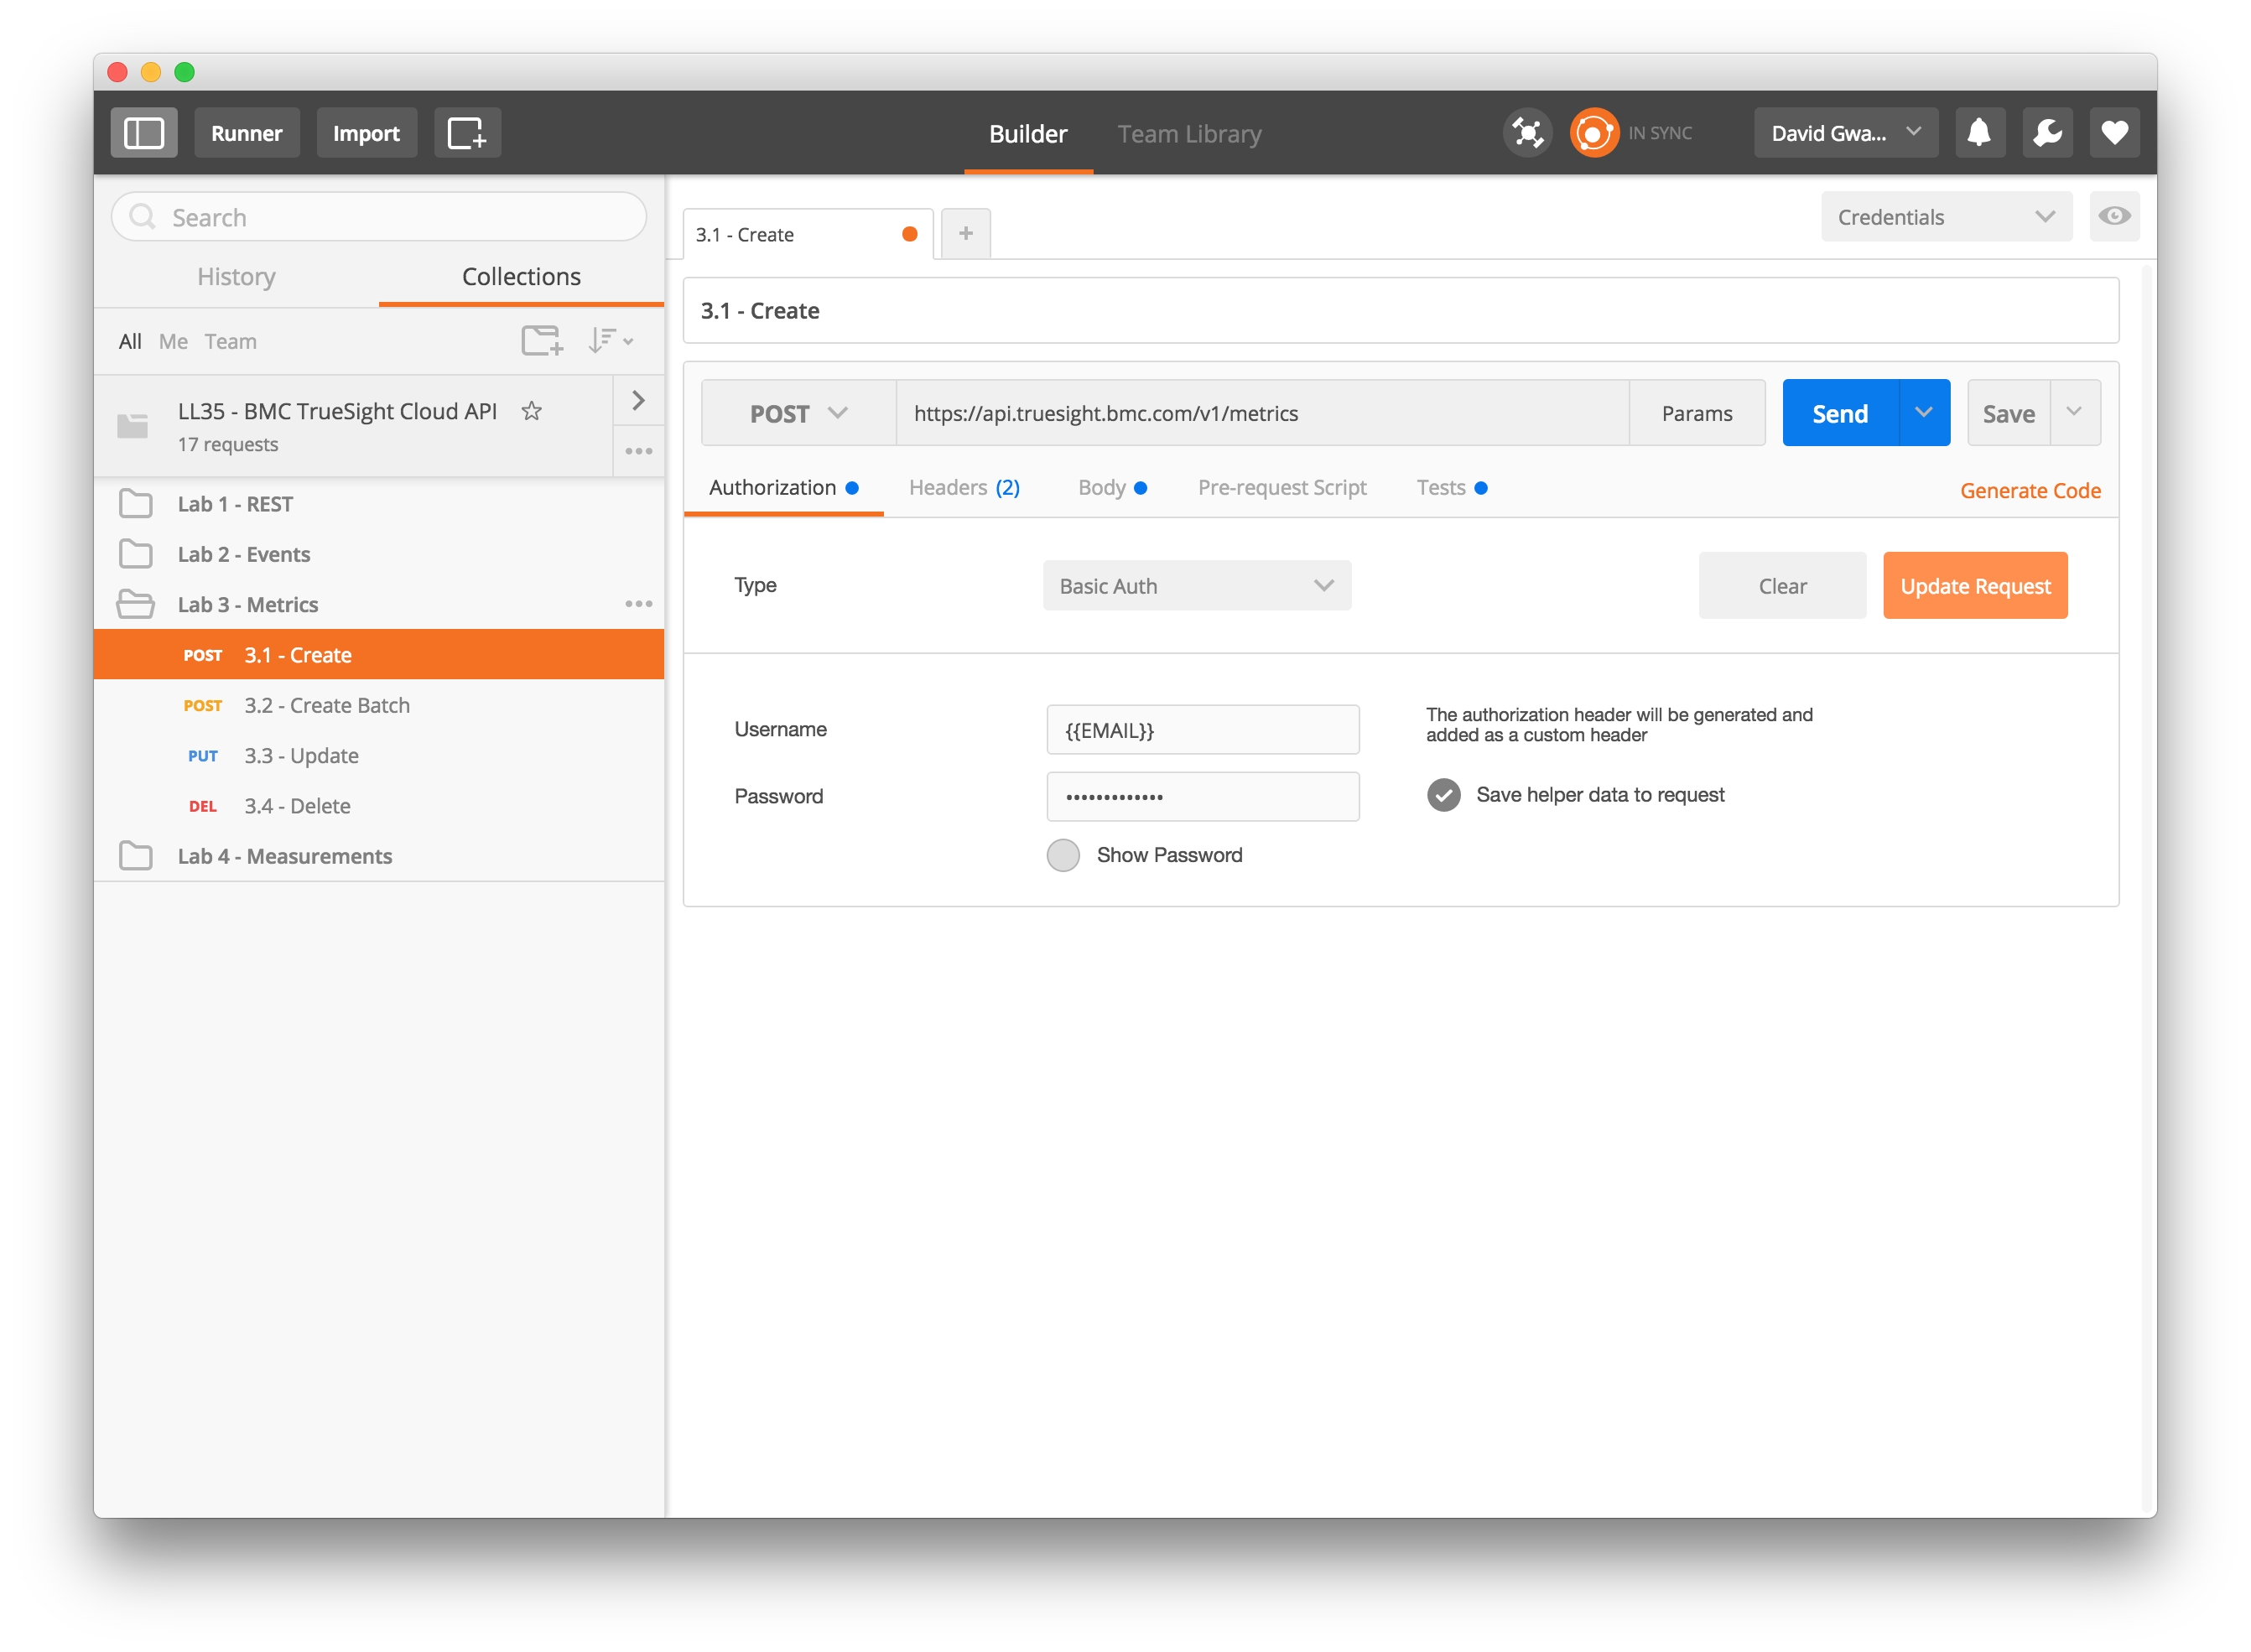 Runner
Import
Builder
Team Library
IN SYNC
David Gwa...
Search
History
Collections
All Me Team
LL35 - BMC TrueSight Cloud API
17 requests
Lab 1 - REST
Lab 2 - Events
Lab 3 - Metrics
POST 3.1 - Create
POST 3.2 - Create Batch
PUT 3.3 - Update
DEL 3.4 - Delete
Lab 4 - Measurements
3.1 - Create
+
Credentials
3.1 - Create
POST
https://api.truesight.bmc.com/v1/metrics
Params
Send
Save
Authorization
Headers (2)
Body
Pre-request Script
Tests
Generate Code
Type
Basic Auth
Clear
Update Request
Username
{{EMAIL}}
The authorization header will be generated and
added as a custom header
Password
•••••••••••••
Save helper data to request
Show Password